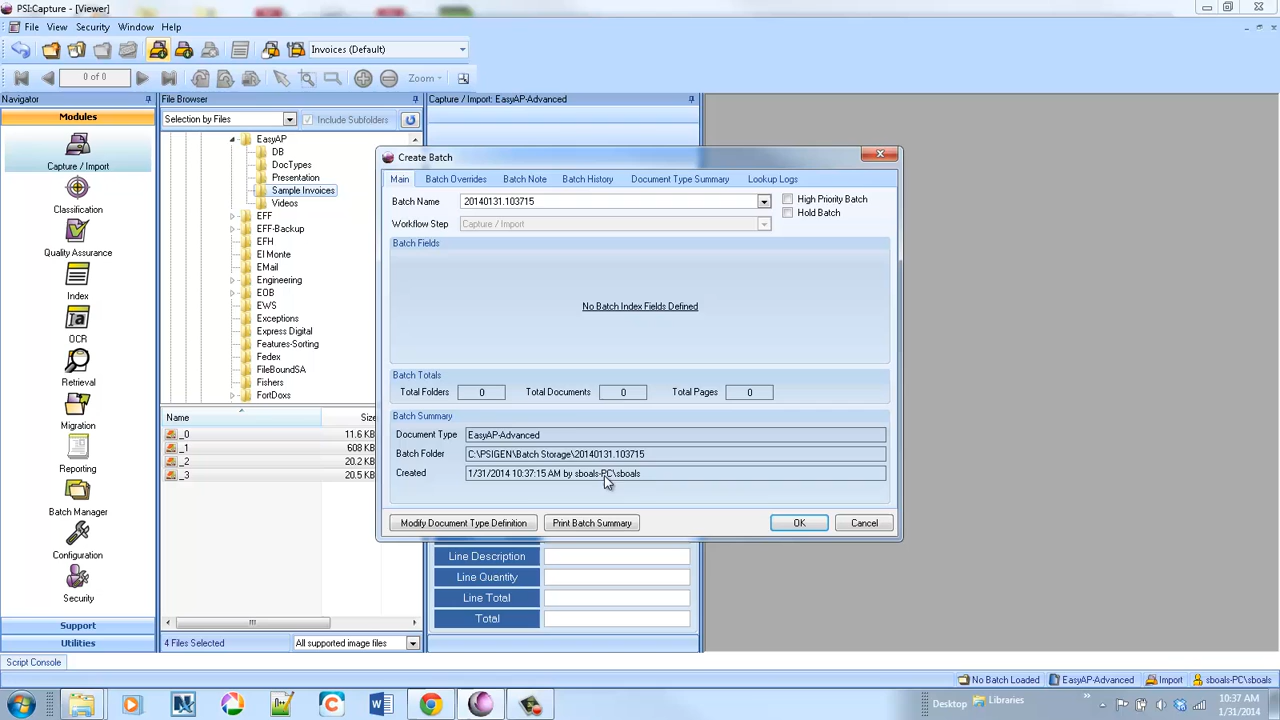 PSI:Capture - [Viewer]
File View Security Window Help
Invoices (Default)
0 of 0
Zoom
Navigator
File Browser
Capture / Import: EasyAP-Advanced
Modules
Selection by Files
Include Subfolders
Capture / Import
Classification
Quality Assurance
Index
OCR
Retrieval
Migration
Reporting
Batch Manager
Configuration
Security
Support
Utilities
EasyAP
DB
DocTypes
Presentation
Sample Invoices
Videos
EFF
EFF-Backup
EFH
El Monte
EMail
Engineering
EOB
EWS
Exceptions
Express Digital
Features-Sorting
Fedex
FileBoundSA
Fishers
FortDoxs
Name Size
_0 11.6 KB
_1 608 KB
_2 20.2 KB
_3 20.5 KB
4 Files Selected
All supported image files
Create Batch
Main Batch Overrides Batch Note Batch History Document Type Summary Lookup Logs
Batch Name 20140131.103715
High Priority Batch
Hold Batch
Workflow Step Capture / Import
Batch Fields
No Batch Index Fields Defined
Batch Totals
Total Folders 0 Total Documents 0 Total Pages 0
Batch Summary
Document Type EasyAP-Advanced
Batch Folder C:\PSIGEN\Batch Storage\20140131.103715
Created 1/31/2014 10:37:15 AM by sboals-PC\sboals
Modify Document Type Definition
Print Batch Summary
OK
Cancel
Line Description
Line Quantity
Line Total
Total
Script Console
No Batch Loaded
EasyAP-Advanced
Import
sboals-PC\sboals
Desktop
Libraries
10:37 AM
1/31/2014